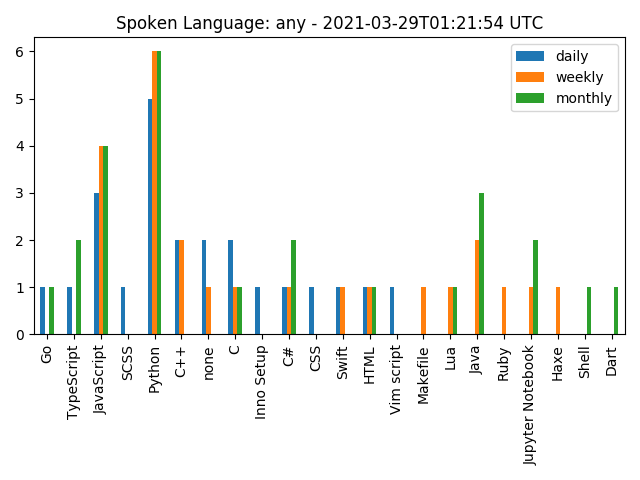 Spoken Language: any - 2021-03-29T01:21:54 UTC
daily
weekly
monthly
6
5
4
3
2
1
0
Go
TypeScript
JavaScript
SCSS
Python
C++
none
C
Inno Setup
C#
CSS
Swift
HTML
Vim script
Makefile
Lua
Java
Ruby
Jupyter Notebook
Haxe
Shell
Dart